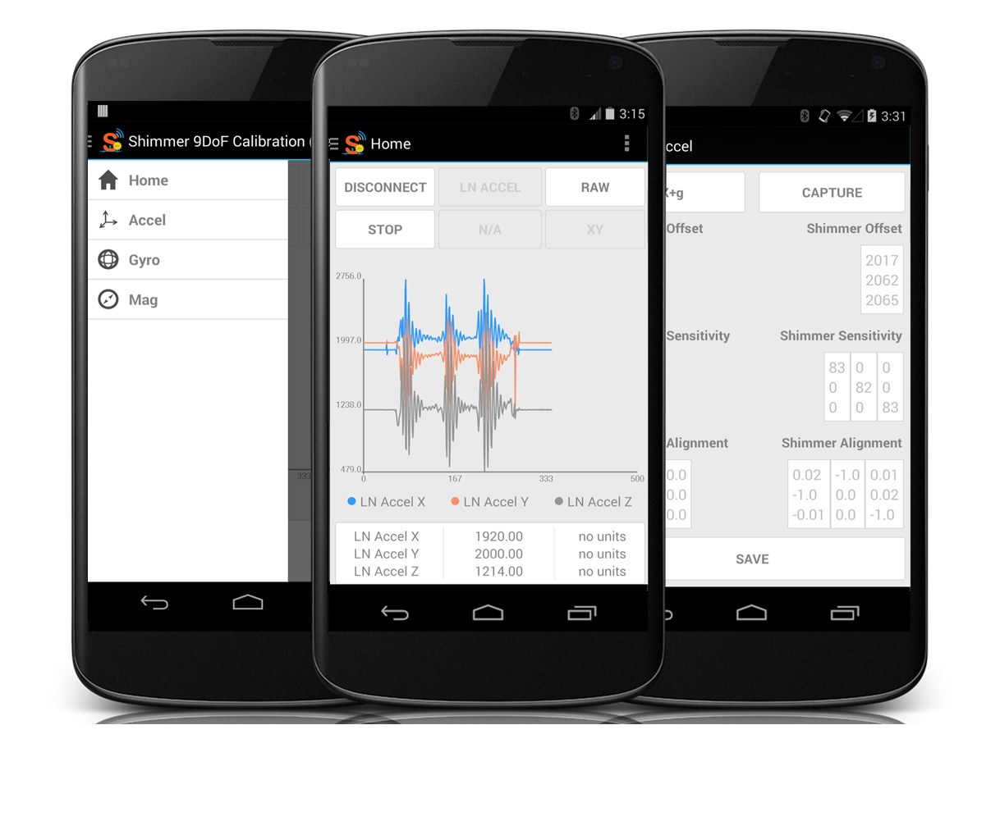 Shimmer 9DoF Calibration (
Home
Accel
Gyro
Mag
333
3:15
Home
DISCONNECT LN ACCEL RAW
STOP N/A XY
2756.0
1997.0
1238.0
479.0
0 167 333 500
LN Accel X LN Accel Y LN Accel Z
LN Accel X 1920.00 no units
LN Accel Y 2000.00 no units
LN Accel Z 1214.00 no units
3:31
ccel
+g CAPTURE
Offset Shimmer Offset
2017
2062
2065
Sensitivity Shimmer Sensitivity
83 0 0
0 82 0
0 0 83
Alignment Shimmer Alignment
0.0 0.02 -1.0 0.01
0.0 -1.0 0.0 0.02
0.0 -0.01 0.0 -1.0
SAVE